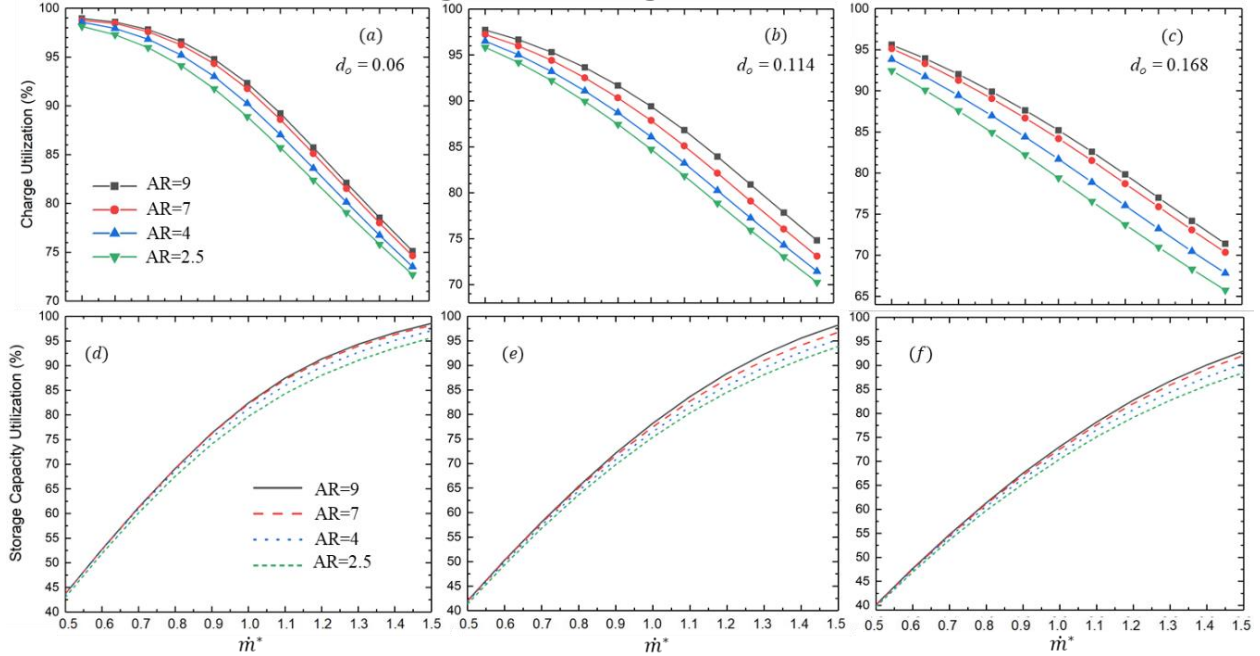 Charge Utilization (%)
100
95
90
85
80
75
70
(a)
d_o = 0.06
AR=9
AR=7
AR=4
AR=2.5
100
95
90
85
80
75
70
(b)
d_o = 0.114
100
95
90
85
80
75
70
65
(c)
d_o = 0.168
Storage Capacity Utilization (%)
100
95
90
85
80
75
70
65
60
55
50
45
40
(d)
AR=9
AR=7
AR=4
AR=2.5
0.5 0.6 0.7 0.8 0.9 1.0 1.1 1.2 1.3 1.4 1.5
ṁ*
100
95
90
85
80
75
70
65
60
55
50
45
40
(e)
0.5 0.6 0.7 0.8 0.9 1.0 1.1 1.2 1.3 1.4 1.5
ṁ*
100
95
90
85
80
75
70
65
60
55
50
45
40
(f)
0.5 0.6 0.7 0.8 0.9 1.0 1.1 1.2 1.3 1.4 1.5
ṁ*